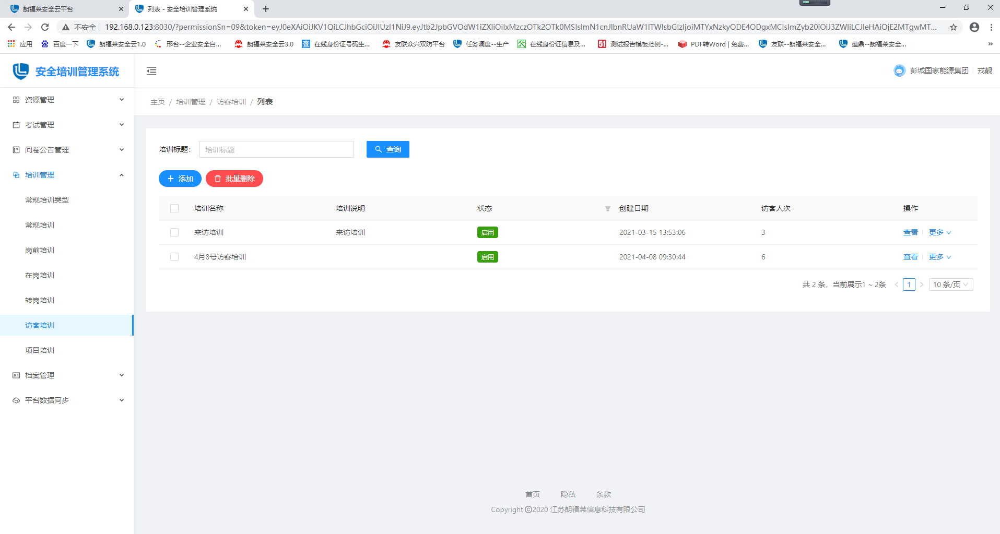 朗福莱安全云平台
列表 - 安全培训管理系统
不安全
192.168.0.123:8030/?permissionSn=09&token=
应用
百度一下
朗福莱安全云1.0
邢台--企业安全自...
朗福莱安全云3.0
查
在线身份证号码生...
友联众兴双防平台
任务调度--生产
在线身份证信息及...
51
测试报告模板范例-...
PDF转Word | 免费...
友联--朗福莱安全...
蕴鼎--朗福莱安全...
»
安全培训管理系统
彭城国家能源集团
戎靓
资源管理
考试管理
问卷公告管理
培训管理
常规培训类型
常规培训
岗前培训
在岗培训
转岗培训
访客培训
项目培训
档案管理
平台数据同步
主页 / 培训管理 / 访客培训 / 列表
培训标题：
培训标题
查询
添加
批量删除
培训名称 培训说明 状态 创建日期 访客人次 操作
来访培训 来访培训 启用 2021-03-15 13:53:06 3 查看 更多
4月8号访客培训 启用 2021-04-08 09:30:44 6 查看 更多
共 2 条，当前展示1 ~ 2条 < 1 > 10 条/页
首页 隐私 条款
Copyright ©2020 江苏朗福莱信息科技有限公司